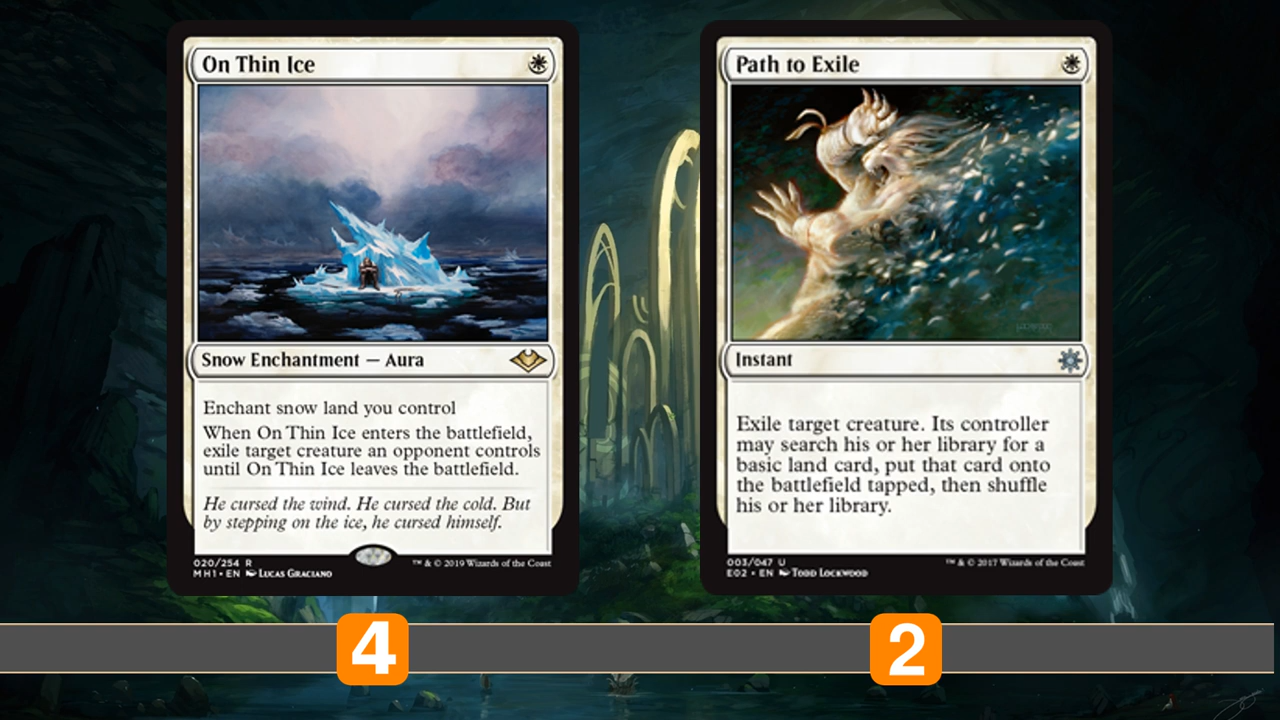 On Thin Ice
Snow Enchantment — Aura
Enchant snow land you control
When On Thin Ice enters the battlefield,
exile target creature an opponent controls
until On Thin Ice leaves the battlefield.
He cursed the wind. He cursed the cold. But
by stepping on the ice, he cursed himself.
020/254 R
™ & © 2019 Wizards of the Coast
MH1 • EN Lucas Graciano
4
Path to Exile
Instant
Exile target creature. Its controller
may search his or her library for a
basic land card, put that card onto
the battlefield tapped, then shuffle
his or her library.
003/047 U
™ & © 2017 Wizards of the Coast
E02 • EN Todd Lockwood
2